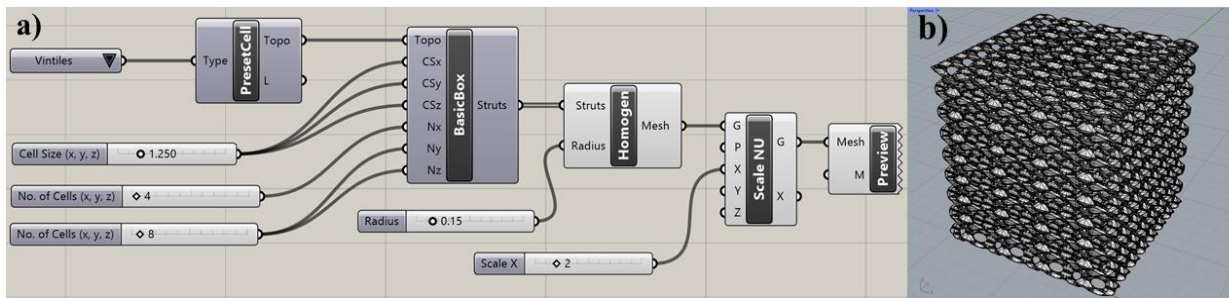 a)
Vintiles
Type
PresetCell
Topo
L
Cell Size (x, y, z) 1.250
No. of Cells (x, y, z) 4
No. of Cells (x, y, z) 8
Topo
CSx
CSy
CSz
Nx
Ny
Nz
BasicBox
Struts
Radius 0.15
Struts
Radius
Homogen
Mesh
Scale X 2
G
P
X
Y
Z
Scale NU
G
X
Mesh
M
Preview
b)
Perspective